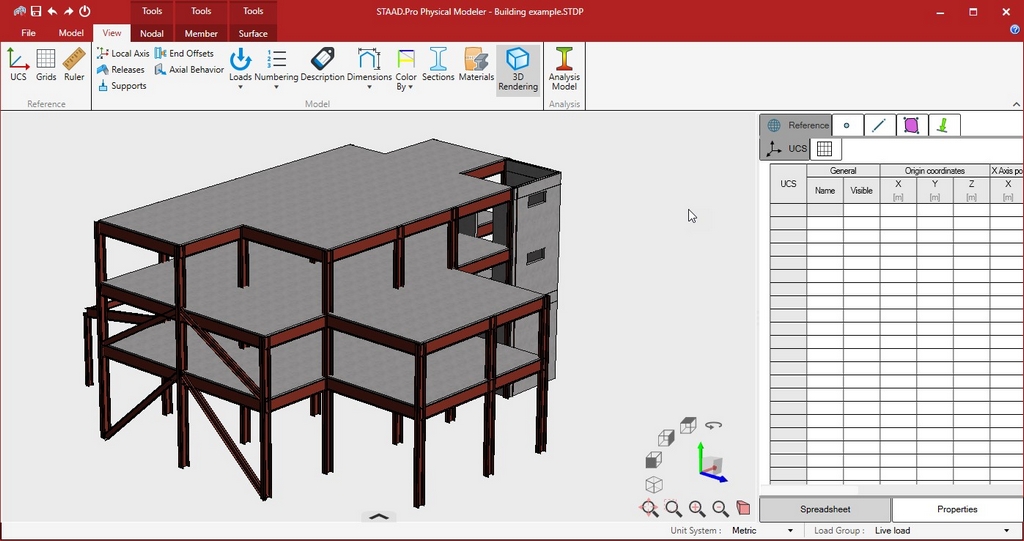 STAAD.Pro Physical Modeler - Building example.STDP
Tools Tools Tools
File Model View Nodal Member Surface
UCS Grids Ruler
Local Axis End Offsets
Releases Axial Behavior
Supports
Loads Numbering Description Dimensions Color By Sections Materials 3D Rendering
Analysis Model
Reference Model Analysis
Reference
UCS
UCS General Origin coordinates X Axis po
Name Visible X Y Z X
[m] [m] [m] [m]
Spreadsheet Properties
Unit System : Metric Load Group : Live load